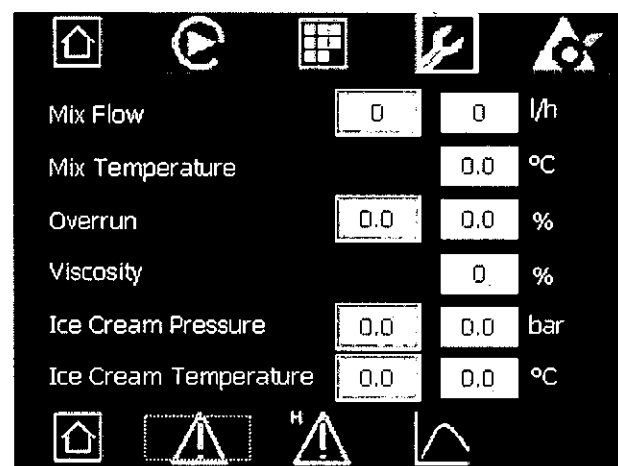 Mix Flow 0 0 l/h
Mix Temperature 0.0 °C
Overrun 0.0 0.0 %
Viscosity 0 %
Ice Cream Pressure 0.0 0.0 bar
Ice Cream Temperature 0.0 0.0 °C
H